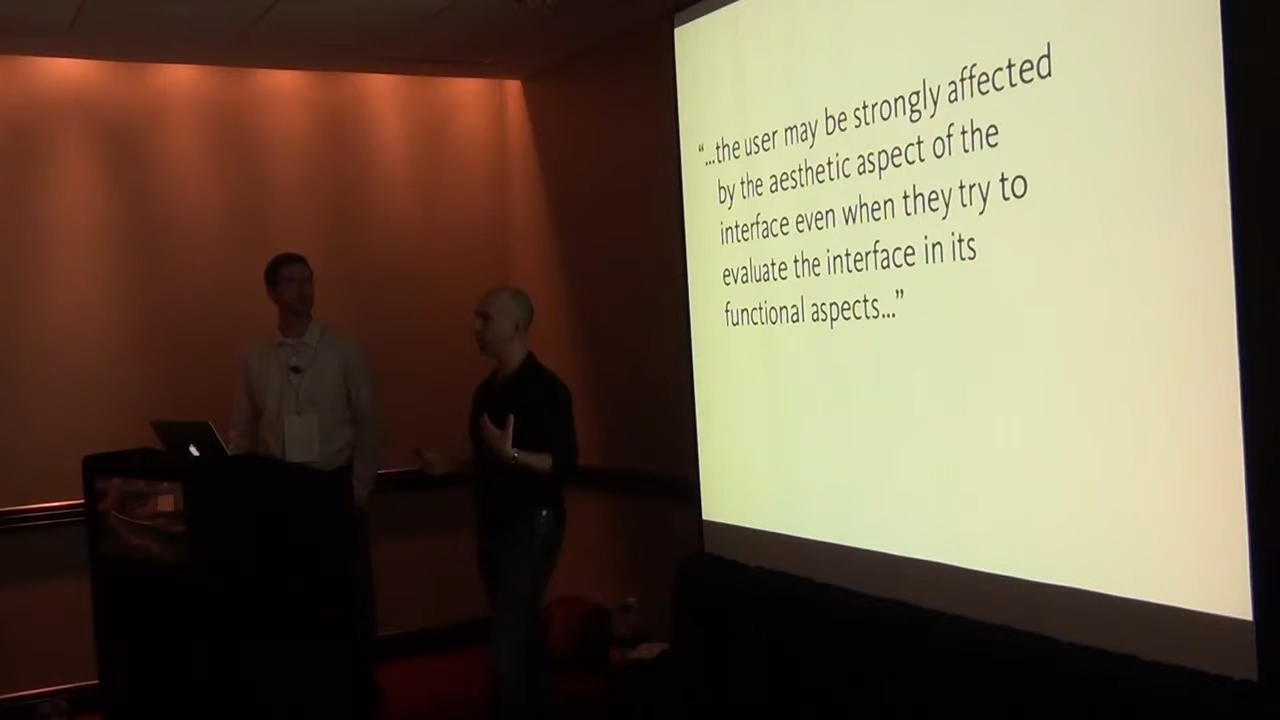 “...the user may be strongly affected
by the aesthetic aspect of the
interface even when they try to
evaluate the interface in its
functional aspects...”